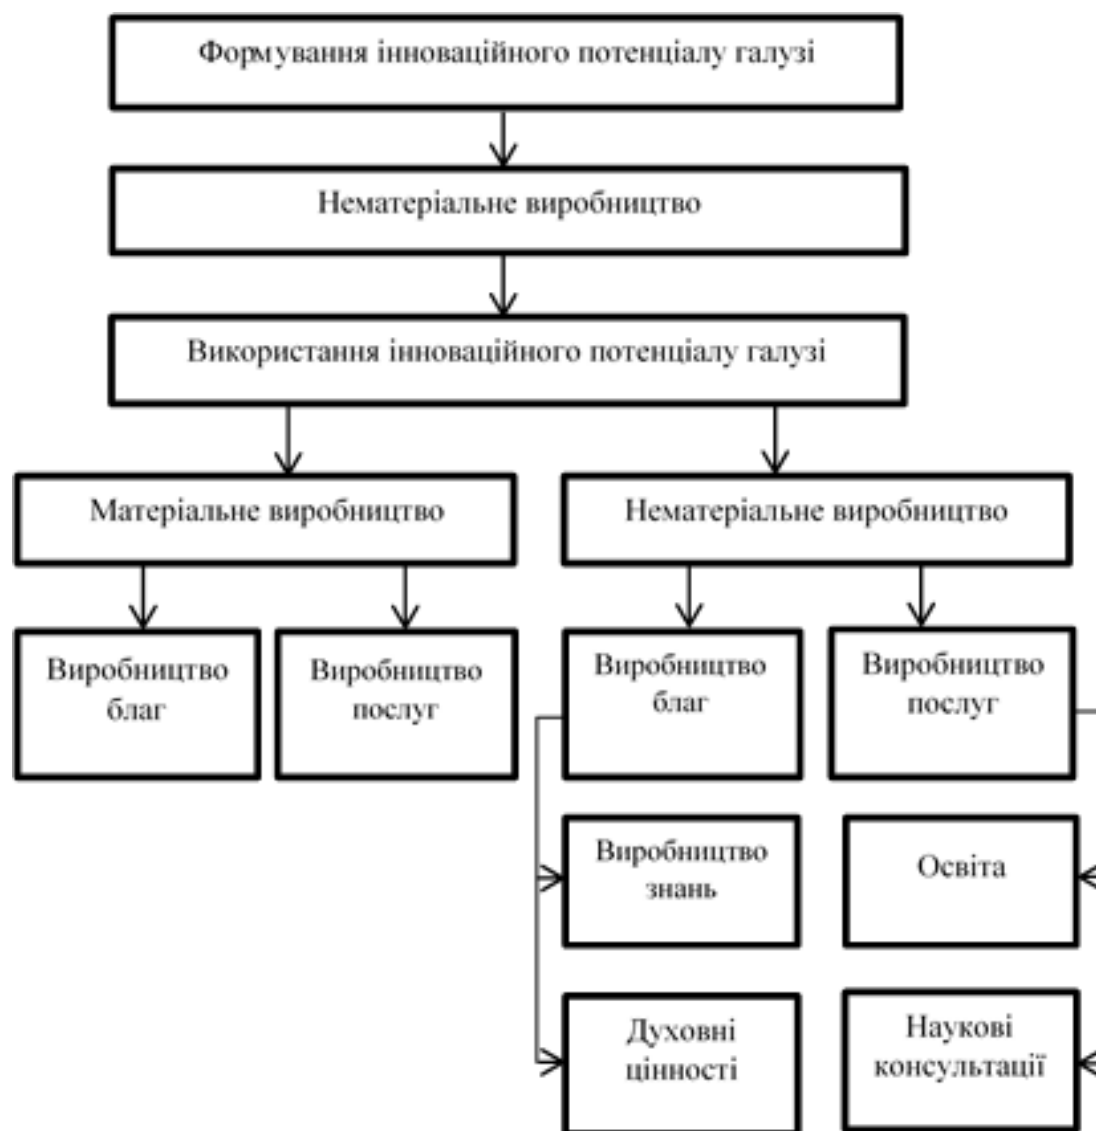 Формування інноваційного потенціалу галузі
Нематеріальне виробництво
Використання інноваційного потенціалу галузі
Матеріальне виробництво
Нематеріальне виробництво
Виробництво
благ
Виробництво
послуг
Виробництво
благ
Виробництво
послуг
Виробництво
знань
Освіта
Духовні
цінності
Наукові
консультації